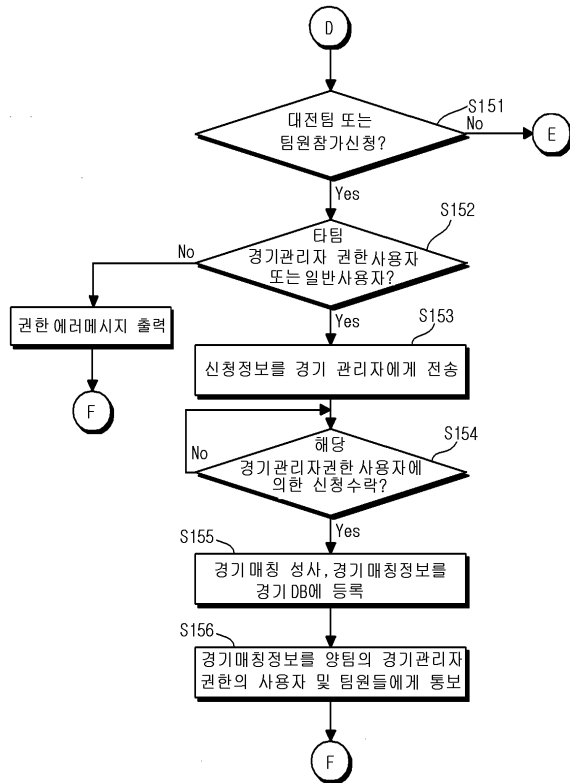 D
S151
대전팀 또는
팀원참가신청?
No
E
Yes
S152
타팀
경기관리자 권한사용자
또는일반사용자?
No
권한에러메시지 출력
F
Yes
S153
신청정보를 경기 관리자에게 전송
S154
해당
경기관리자권한 사용자에
의한 신청수락?
No
Yes
S155
경기매칭 성사,경기매칭정보를
경기DB에 등록
S156
경기매칭정보를 양팀의 경기관리자
권한의 사용자 및 팀원들에게 통보
F